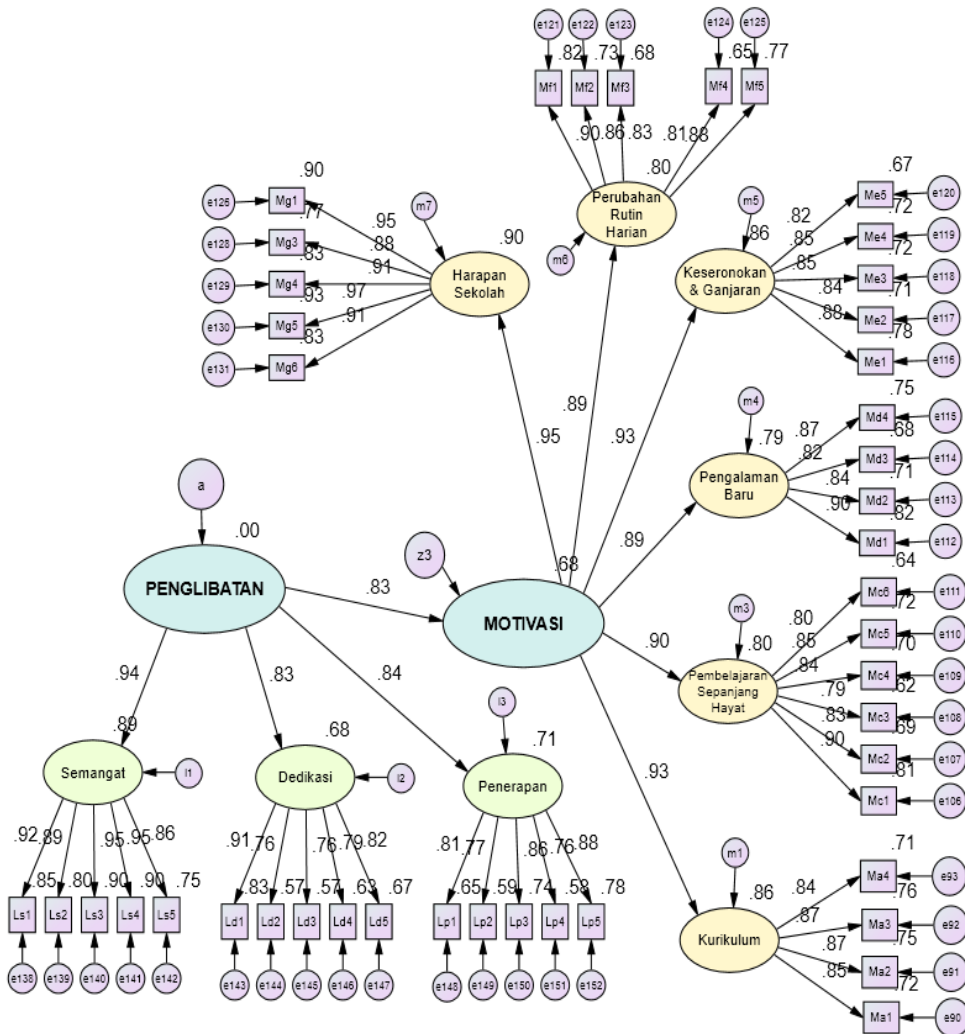 e121 e122 e123 e124 e125
.82 .73 .68 .65 .77
Mf1 Mf2 Mf3 Mf4 Mf5
.90 .86 .83 .81 .88
.80
Perubahan
Rutin
Harian
m6
.90
e126 Mg1
.77
e128 Mg3
.83
e129 Mg4
.93
e130 Mg5
.83
e131 Mg6
.95
.88
.91
.97
.91
m7
.90
Harapan
Sekolah
m5
.86
Keseronokan
& Ganjaran
.82
.85
.85
.84
.88
.67
Me5 e120
.72
Me4 e119
.72
Me3 e118
.71
Me2 e117
.78
Me1 e116
.95
.89
.93
m4
.79
Pengalaman
Baru
.87
.82
.84
.90
.75
Md4 e115
.68
Md3 e114
.71
Md2 e113
.82
Md1 e112
a
.00
PENGLIBATAN
.83
z3
.68
MOTIVASI
.89
.90
.93
m3
.80
Pembelajaran
Sepanjang
Hayat
.80
.85
.84
.79
.83
.90
.64
Mc6 e111
.72
Mc5 e110
.70
Mc4 e109
.62
Mc3 e108
.69
Mc2 e107
.81
Mc1 e106
.94
.83
.84
.89
Semangat
l1
.68
Dedikasi
l2
l3
.71
Penerapan
.92 .89 .95 .95 .86
.85 .80 .90 .90 .75
Ls1 Ls2 Ls3 Ls4 Ls5
e138 e139 e140 e141 e142
.91 .76 .76 .79 .82
.83 .57 .57 .63 .67
Ld1 Ld2 Ld3 Ld4 Ld5
e143 e144 e145 e146 e147
.81 .77 .86 .76 .88
.65 .59 .74 .58 .78
Lp1 Lp2 Lp3 Lp4 Lp5
e148 e149 e150 e151 e152
m1
.86
Kurikulum
.84
.87
.87
.85
.71
Ma4 e93
.76
Ma3 e92
.75
Ma2 e91
.72
Ma1 e90